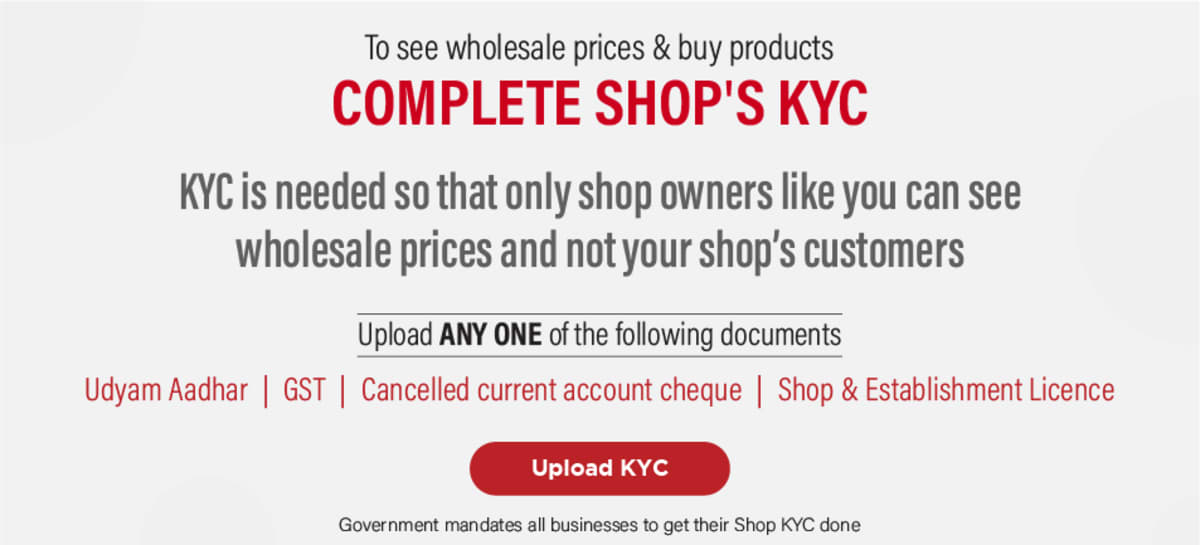 To see wholesale prices & buy products
COMPLETE SHOP'S KYC
KYC is needed so that only shop owners like you can see
wholesale prices and not your shop's customers
Upload ANY ONE of the following documents
Udyam Aadhar | GST | Cancelled current account cheque | Shop & Establishment Licence
Upload KYC
Government mandates all businesses to get their Shop KYC done